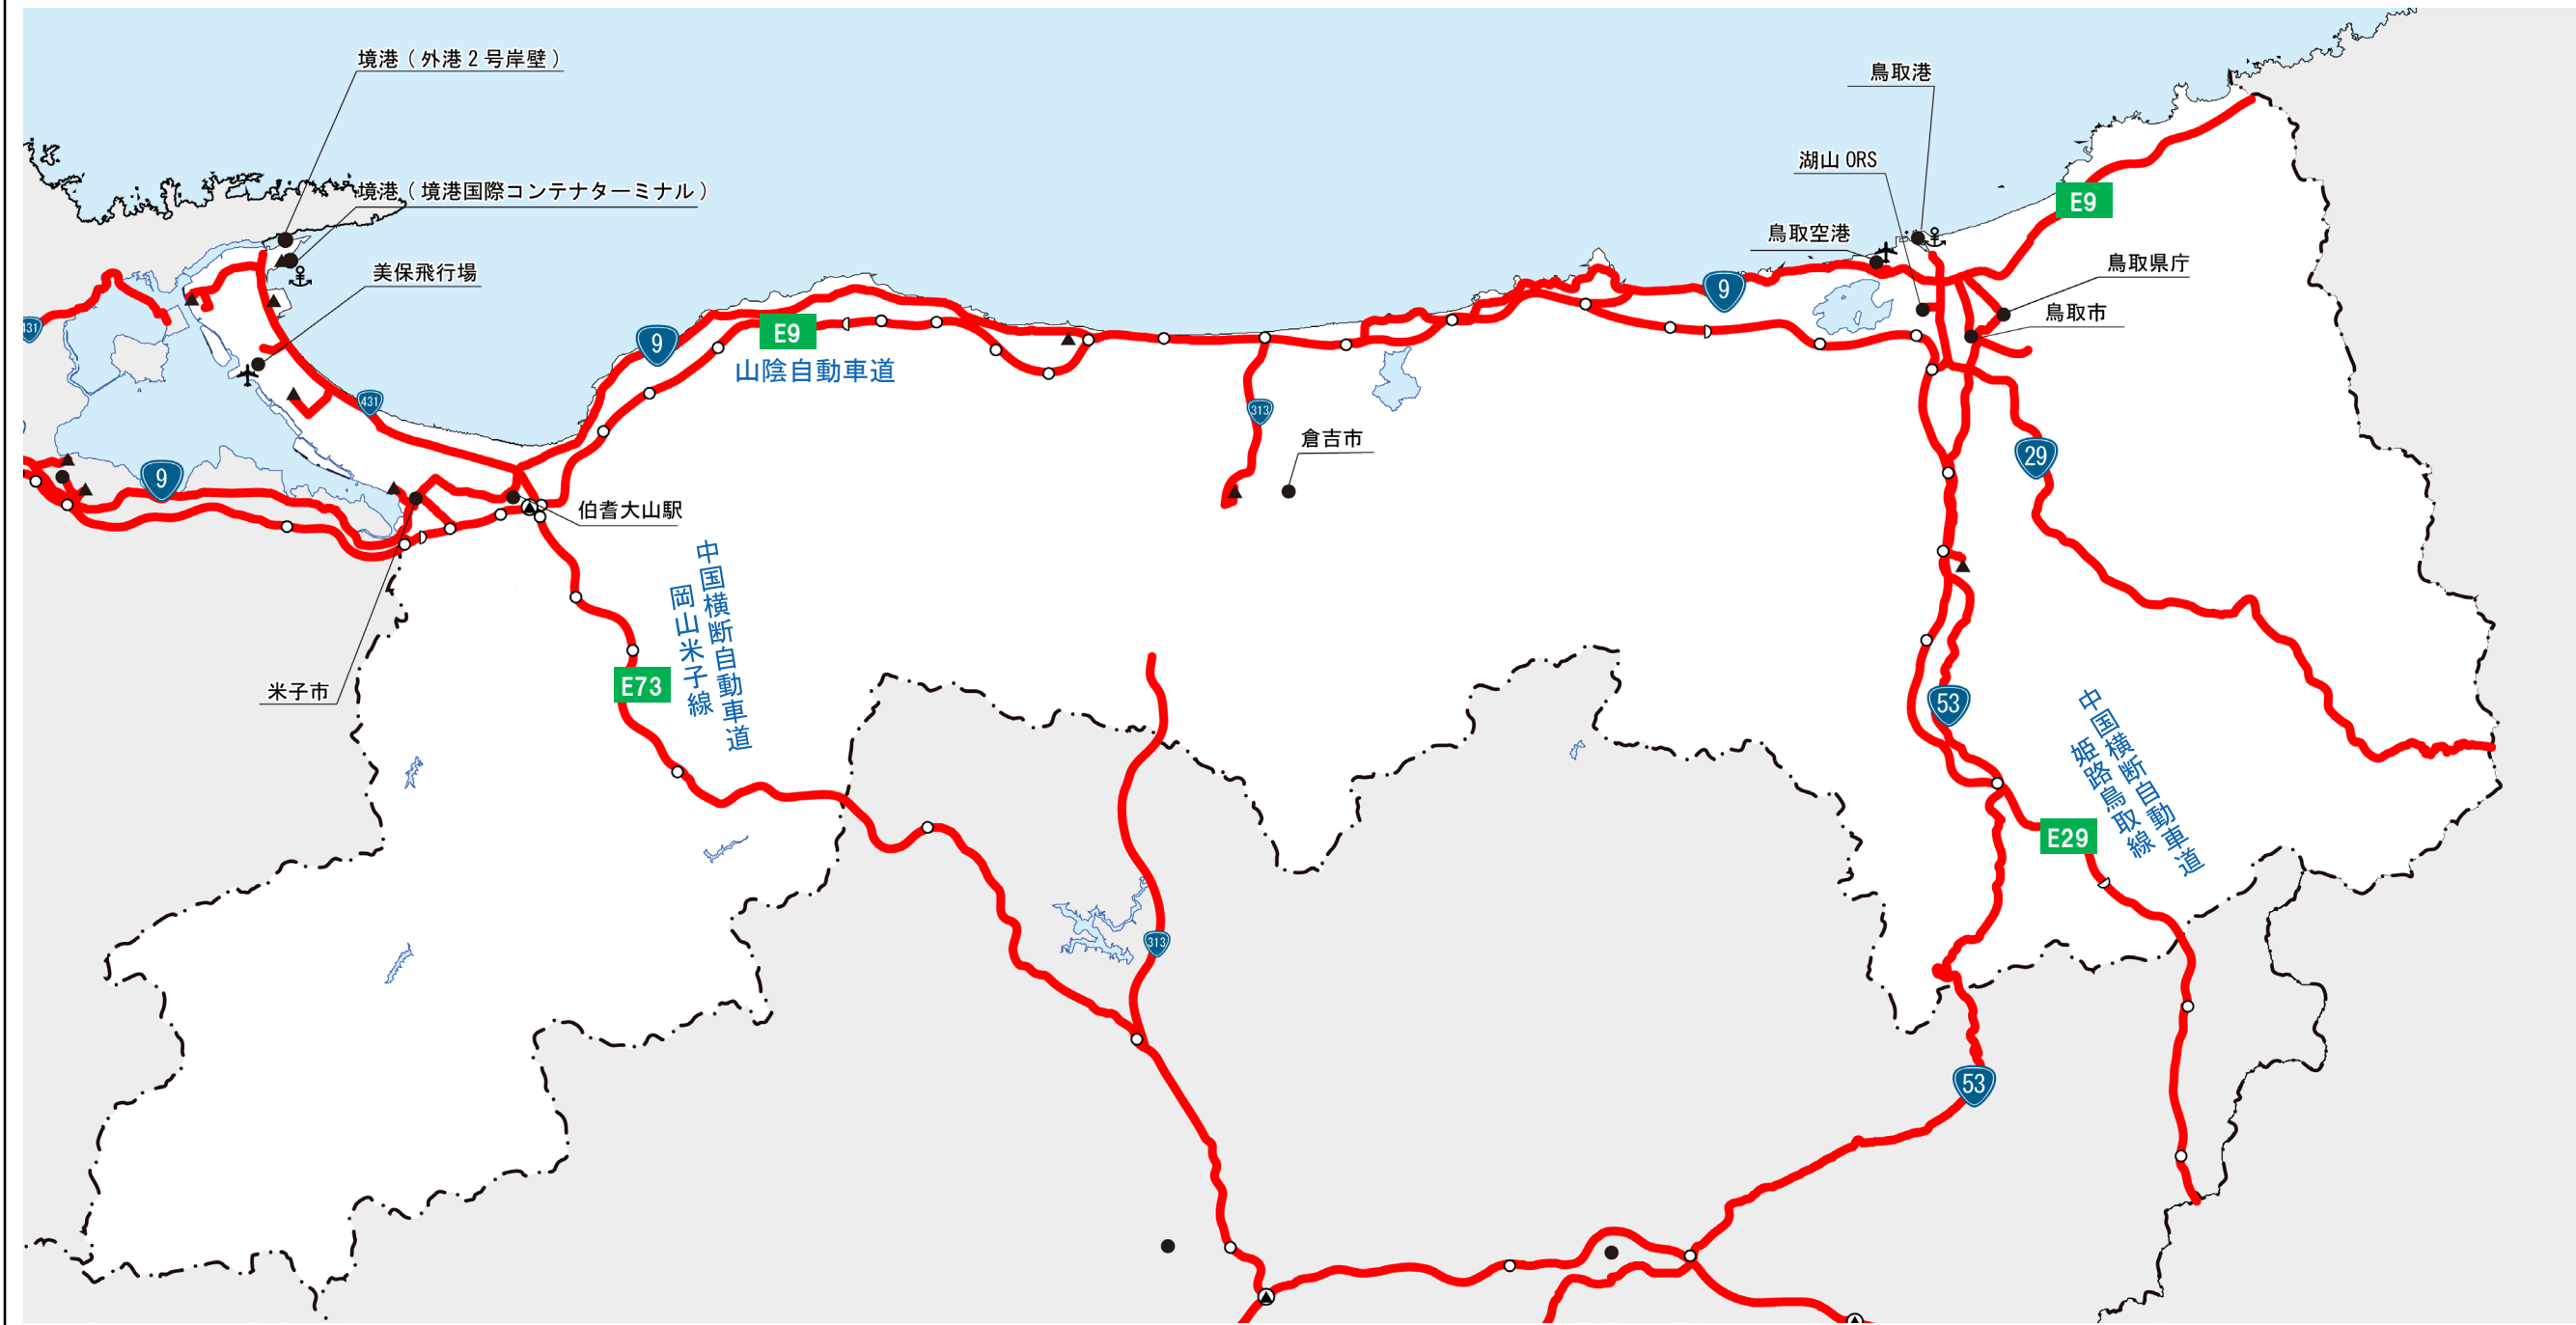 境港（外港２号岸壁）
境港（境港国際コンテナターミナル）
美保飛行場
鳥取港
湖山 ORS
鳥取空港
E9
鳥取県庁
鳥取市
9
9
E9
山陰自動車道
431
431
313
倉吉市
29
9
伯耆大山駅
米子市
中国横断自動車道
岡山米子線
E73
53
中国横断自動車道
姫路鳥取線
E29
313
53